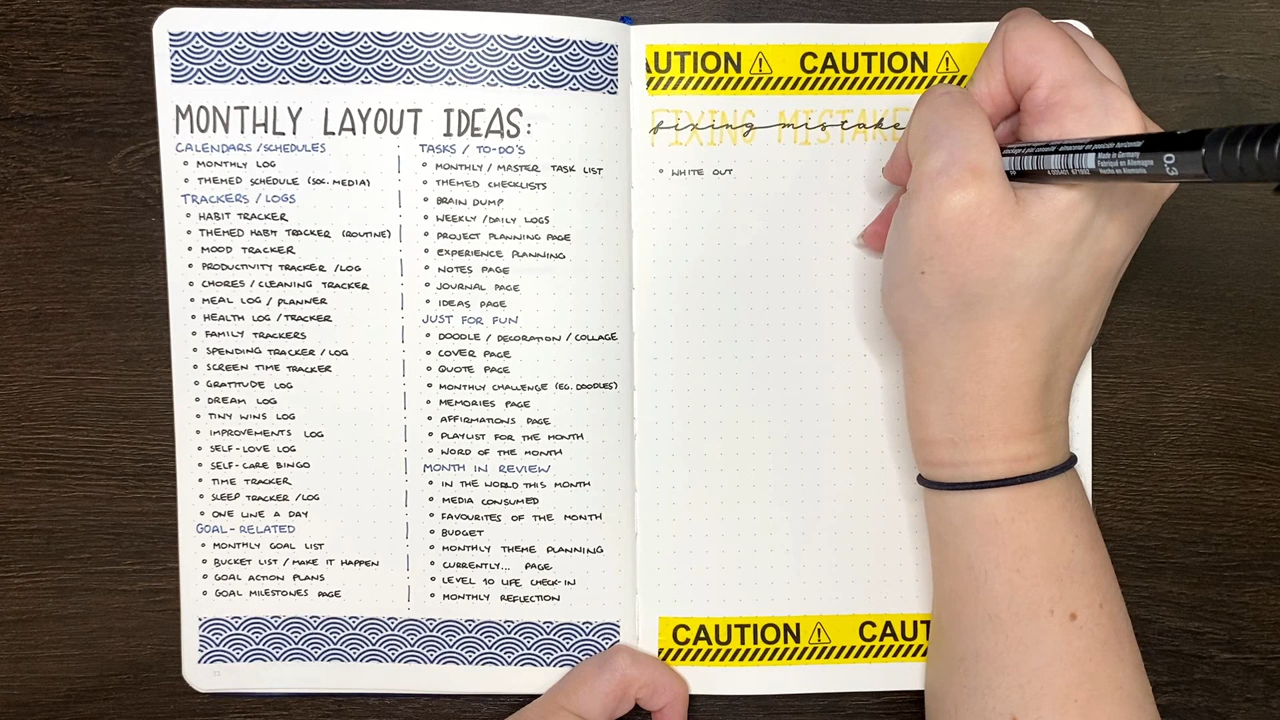 MONTHLY LAYOUT IDEAS:
CALENDARS/SCHEDULES
MONTHLY LOG
THEMED SCHEDULE (SOC. MEDIA)
TRACKERS / LOGS
HABIT TRACKER
THEMED HABIT TRACKER (ROUTINE)
MOOD TRACKER
PRODUCTIVITY TRACKER /LOG
CHORES / CLEANING TRACKER
MEAL LOG / PLANNER
HEALTH LOG / TRACKER
FAMILY TRACKERS
SPENDING TRACKER / LOG
SCREEN TIME TRACKER
GRATITUDE LOG
DREAM LOG
TINY WINS LOG
IMPROVEMENTS LOG
SELF-LOVE LOG
SELF-CARE BINGO
TIME TRACKER
SLEEP TRACKER /LOG
ONE LINE A DAY
GOAL-RELATED
MONTHLY GOAL LIST
BUCKET LIST / MAKE IT HAPPEN
GOAL ACTION PLANS
GOAL MILESTONES PAGE
TASKS / TO-DO'S
MONTHLY / MASTER TASK LIST
THEMED CHECKLISTS
BRAIN DUMP
WEEKLY /DAILY LOGS
PROJECT PLANNING PAGE
EXPERIENCE PLANNING
NOTES PAGE
JOURNAL PAGE
IDEAS PAGE
JUST FOR FUN
DOODLE / DECORATION / COLLAGE
COVER PAGE
QUOTE PAGE
MONTHLY CHALLENGE (EG. DOODLES)
MEMORIES PAGE
AFFIRMATIONS PAGE
PLAYLIST FOR THE MONTH
WORD OF THE MONTH
MONTH IN REVIEW
IN THE WORLD THIS MONTH
MEDIA CONSUMED
FAVOURITES OF THE MONTH
BUDGET
MONTHLY THEME PLANNING
CURRENTLY... PAGE
LEVEL 10 LIFE CHECK-IN
MONTHLY REFLECTION
32
AUTION CAUTION
FIXING MISTAKE
fixing mistake
WHITE OUT
CAUTION CAUT
Made in Germany
Fabriqué en Allemagne
Hecho en Alemania
0.3